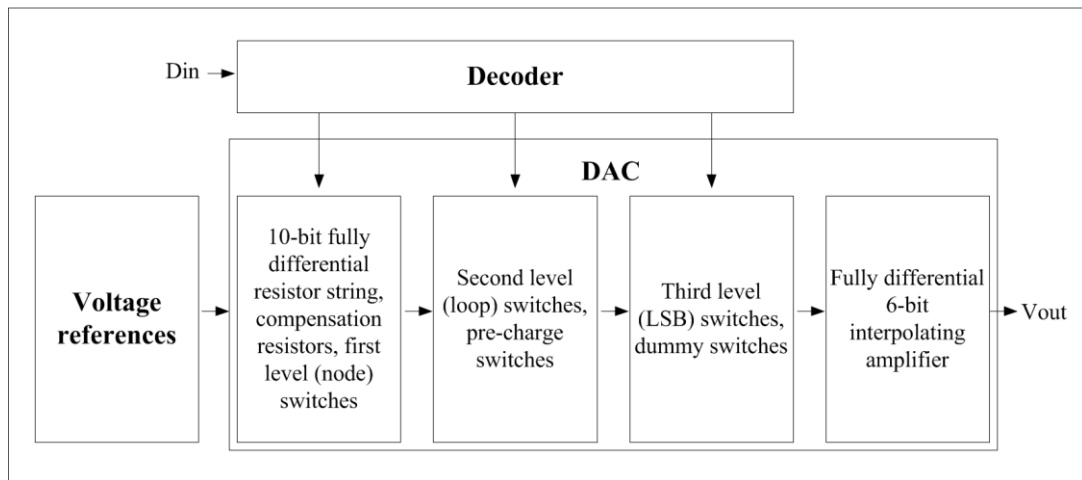 Din
Decoder
DAC
Voltage
references
10-bit fully
differential
resistor string,
compensation
resistors, first
level (node)
switches
Second level
(loop) switches,
pre-charge
switches
Third level
(LSB) switches,
dummy switches
Fully differential
6-bit
interpolating
amplifier
Vout